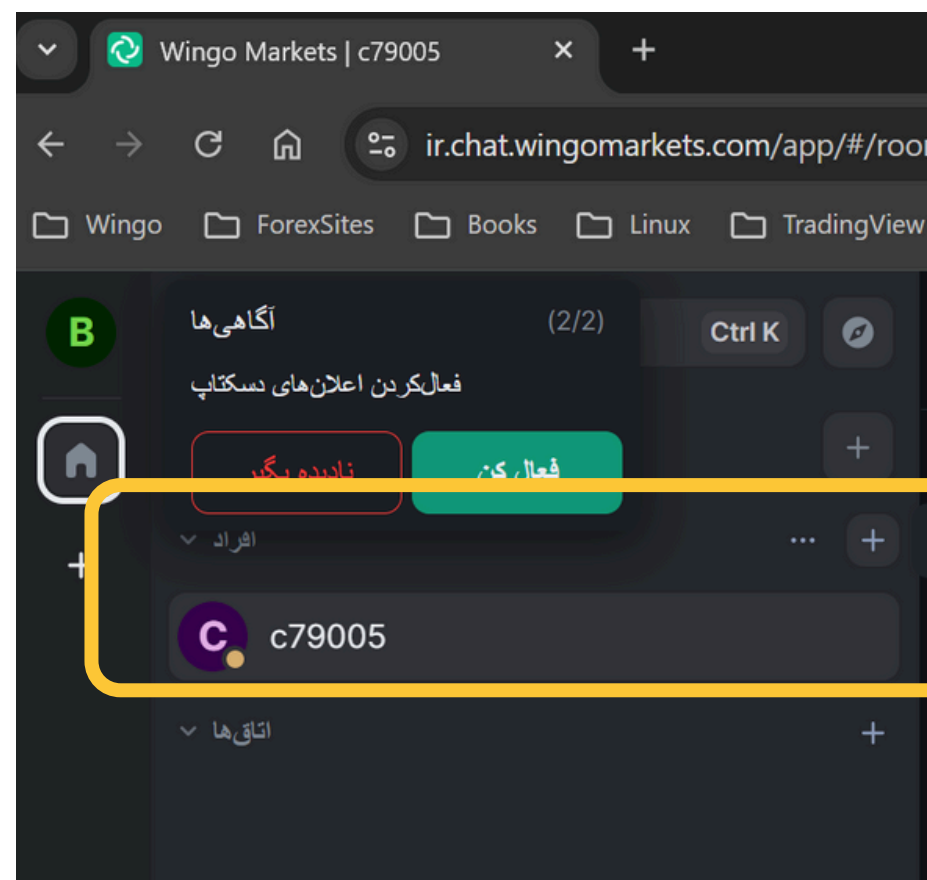 Wingo Markets | c79005
ir.chat.wingomarkets.com/app/#/roo
Wingo ForexSites Books Linux TradingView
B
آگاهی‌ها (2/2)
Ctrl K
فعال‌کردن اعلان‌های دسکتاپ
نادیده بگیر فعال کن
افراد
C c79005
اتاق‌ها